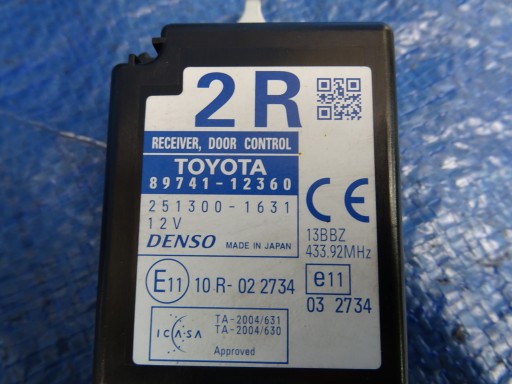 2R
RECEIVER, DOOR CONTROL
TOYOTA
89741-12360
251300-1631
12V
DENSO MADE IN JAPAN
CE
13BBZ
433.92MHz
E11 10 R- 02 2734
e11
03 2734
ICASA
TA-2004/631
TA-2004/630
Approved